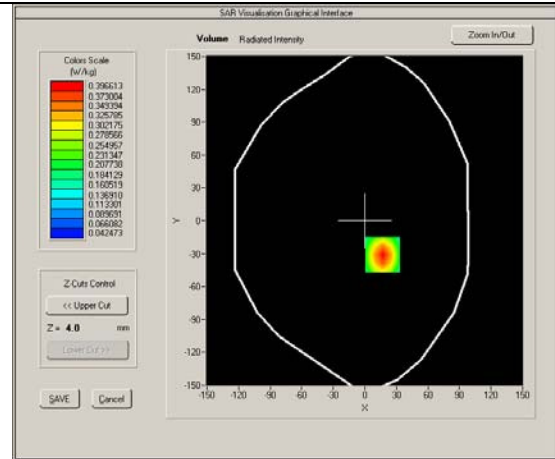 SAR Visualisation Graphical Interface
Volume Radiated Intensity
Zoom In/Out
Colors Scale
(W/kg)
0.396613
0.373004
0.349394
0.325785
0.302175
0.278566
0.254957
0.231347
0.207738
0.184129
0.160519
0.136910
0.113301
0.089691
0.066082
0.042473
Z-Cuts Control
<< Upper Cut
Z = 4.0 mm
Lower Cut >>
SAVE Cancel
Y
150
120
90
60
30
0
-30
-60
-90
-120
-150
-150 -120 -90 -60 -30 0 30 60 90 120 150
X